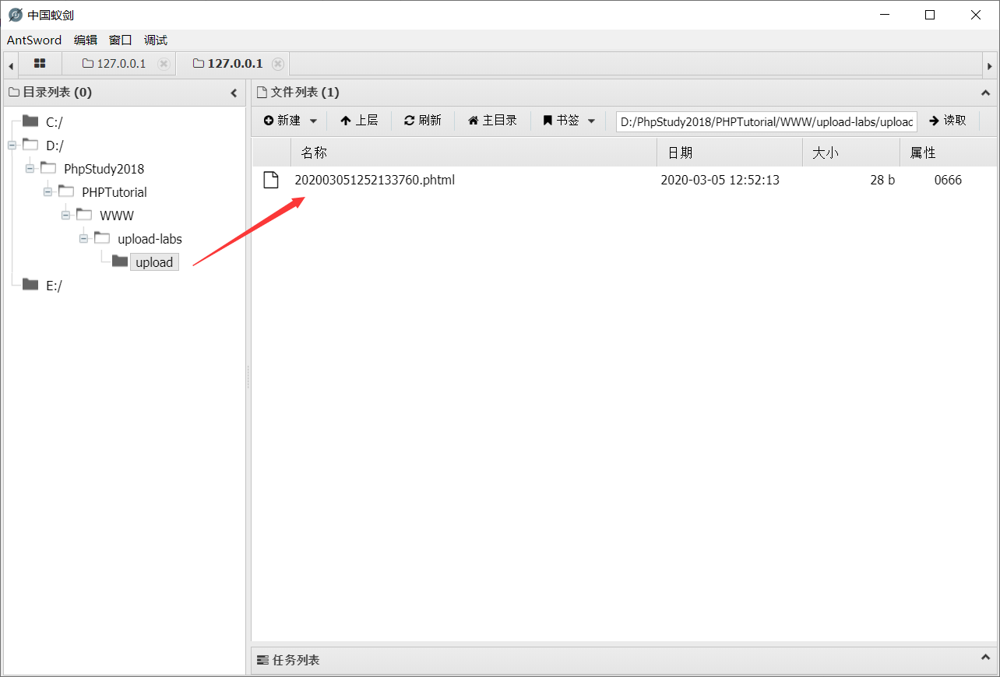 中国蚁剑
AntSword 编辑 窗口 调试
127.0.0.1 127.0.0.1
目录列表 (0)
C:/
D:/
PhpStudy2018
PHPTutorial
WWW
upload-labs
upload
E:/
文件列表 (1)
新建 上层 刷新 主目录 书签 D:/PhpStudy2018/PHPTutorial/WWW/upload-labs/upload 读取
名称 日期 大小 属性
202003051252133760.phtml 2020-03-05 12:52:13 28 b 0666
任务列表